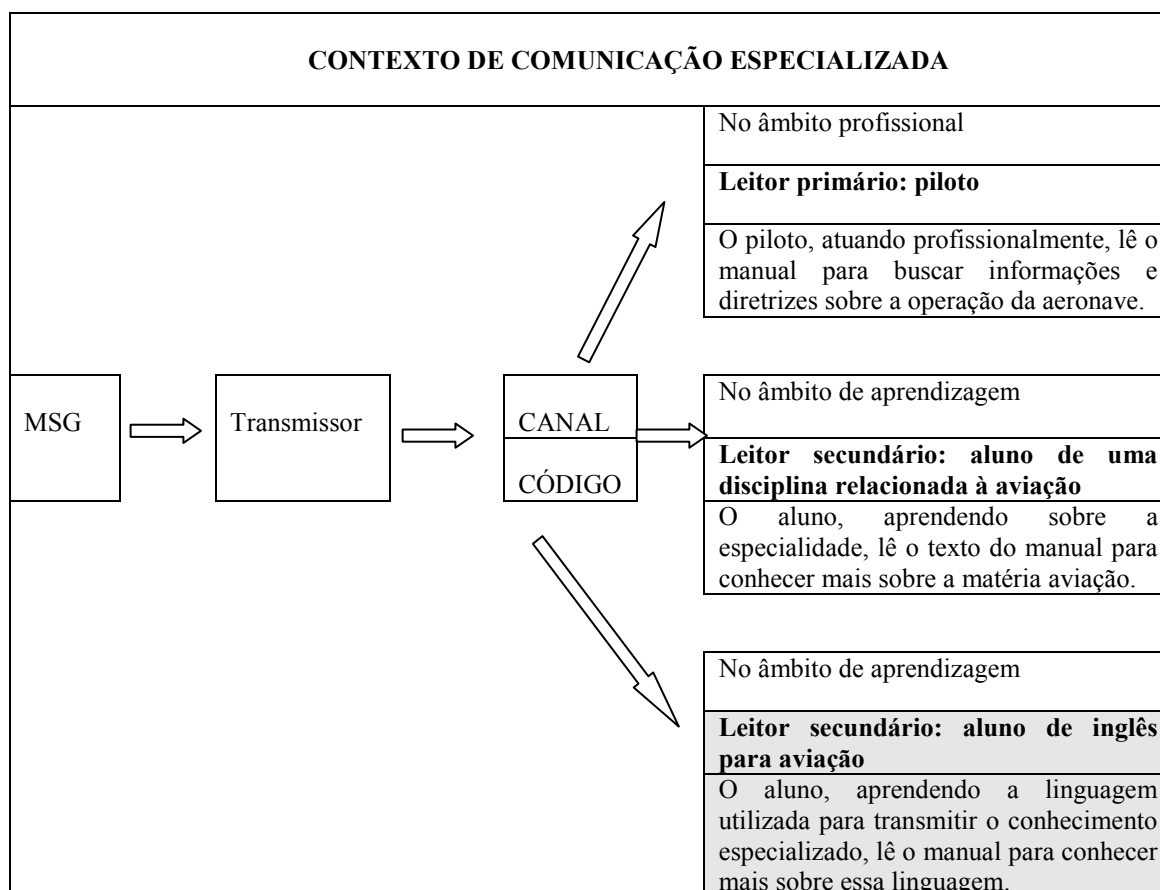 CONTEXTO DE COMUNICAÇÃO ESPECIALIZADA
No âmbito profissional
Leitor primário: piloto
O piloto, atuando profissionalmente, lê o
manual para buscar informações e
diretrizes sobre a operação da aeronave.
MSG
Transmissor
CANAL
CÓDIGO
No âmbito de aprendizagem
Leitor secundário: aluno de uma
disciplina relacionada à aviação
O aluno, aprendendo sobre a
especialidade, lê o texto do manual para
conhecer mais sobre a matéria aviação.
No âmbito de aprendizagem
Leitor secundário: aluno de inglês
para aviação
O aluno, aprendendo a linguagem
utilizada para transmitir o conhecimento
especializado, lê o manual para conhecer
mais sobre essa linguagem.